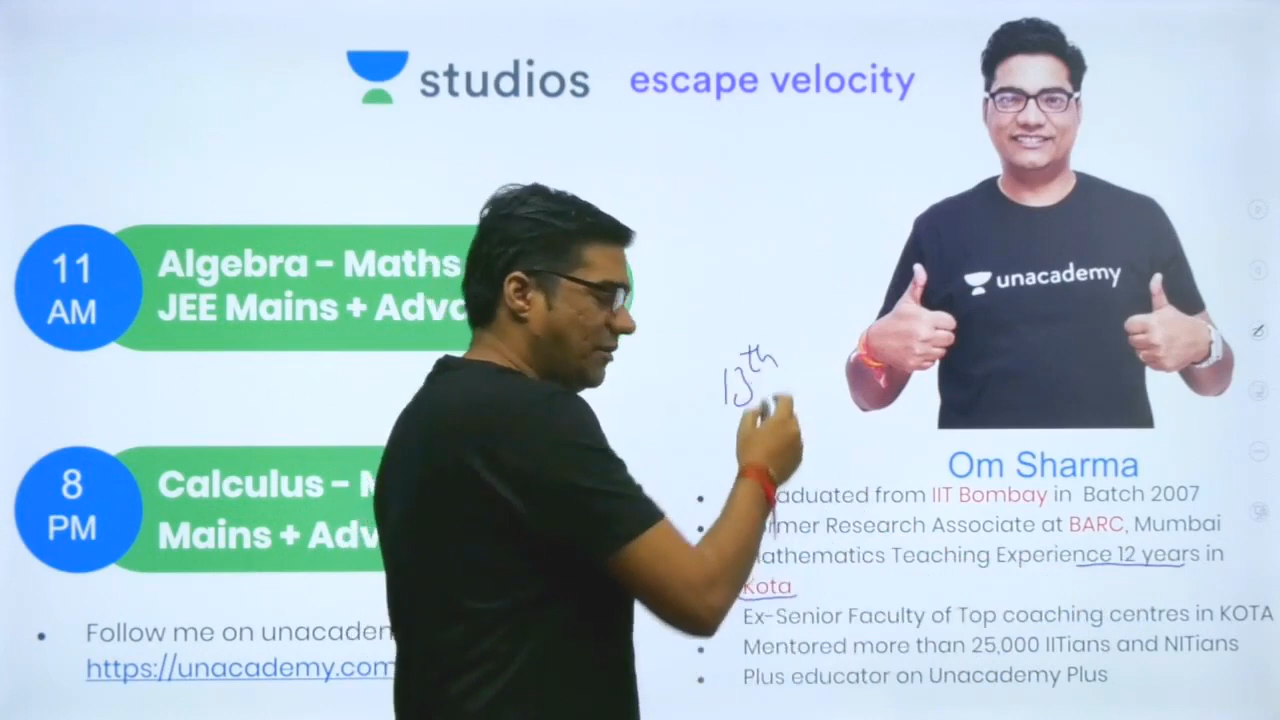 studios escape velocity
11
AM
Algebra - Maths
JEE Mains + Adva
unacademy
13th
8
PM
Calculus - M
Mains + Adv
Om Sharma
aduated from IIT Bombay in Batch 2007
mer Research Associate at BARC, Mumbai
athematics Teaching Experience 12 years in
Kota
Ex-Senior Faculty of Top coaching centres in KOTA
Mentored more than 25,000 IITians and NITians
Plus educator on Unacademy Plus
Follow me on unacaden
https://unacademy.com